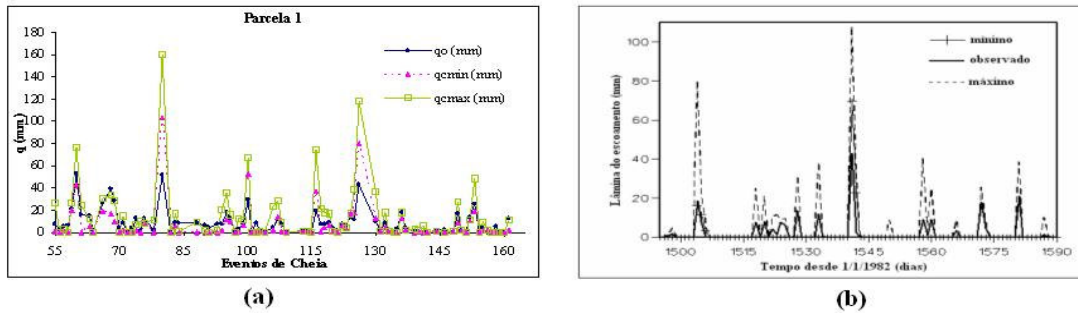 Parcela 1
180
160
140
120
100
80
60
40
20
0
q (mm)
qo (mm)
qcmin (mm)
qcmax (mm)
55 70 85 100 115 130 145 160
Eventos de Cheia
(a)
100
80
60
40
20
0
Lâmina do escoamento (mm)
mínimo
observado
máximo
1500 1515 1530 1545 1560 1575 1590
Tempo desde 1/1/1982 (dias)
(b)